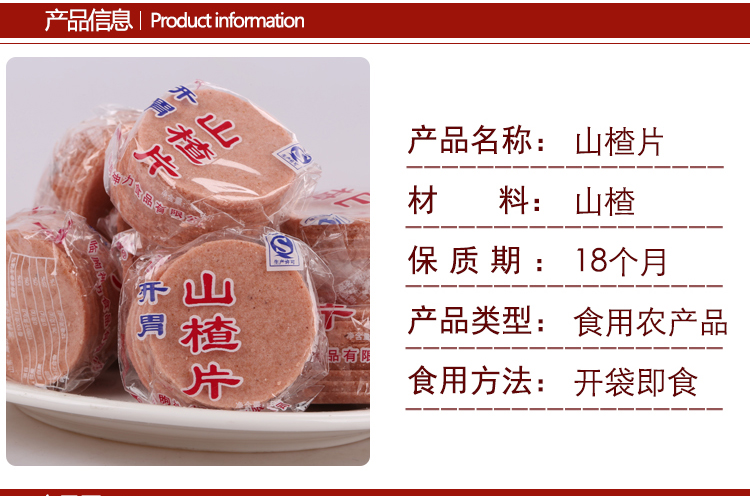 产品信息 | Product information
产品名称： 山楂片
材 料： 山楂
保 质 期 ： 18个月
产品类型： 食用农产品
食用方法： 开袋即食
开胃
山楂片
开胃
山楂片